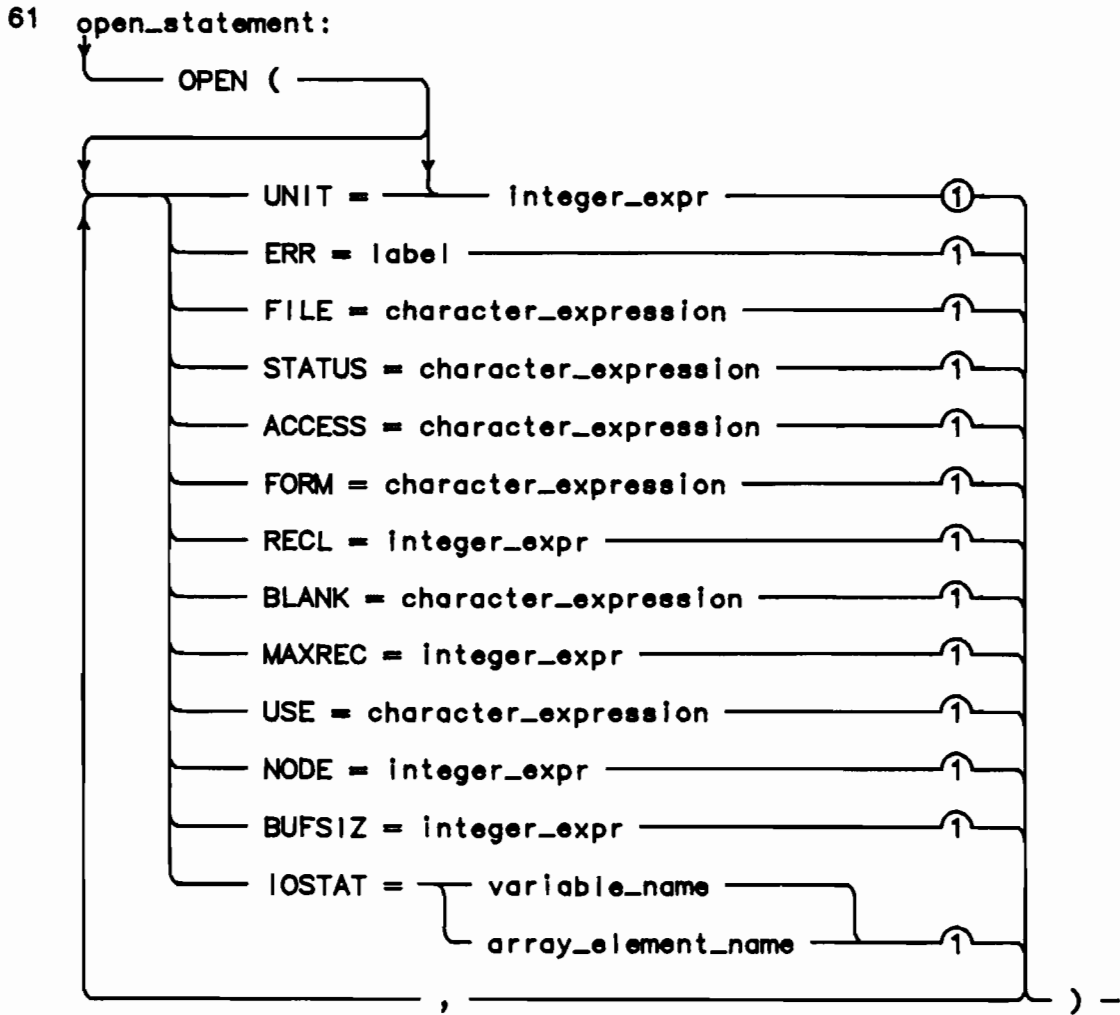 61 open_statement:
OPEN (
UNIT = integer_expr 1
ERR = label 1
FILE = character_expression 1
STATUS = character_expression 1
ACCESS = character_expression 1
FORM = character_expression 1
RECL = integer_expr 1
BLANK = character_expression 1
MAXREC = integer_expr 1
USE = character_expression 1
NODE = integer_expr 1
BUFSIZ = integer_expr 1
IOSTAT = variable_name
array_element_name 1
, )